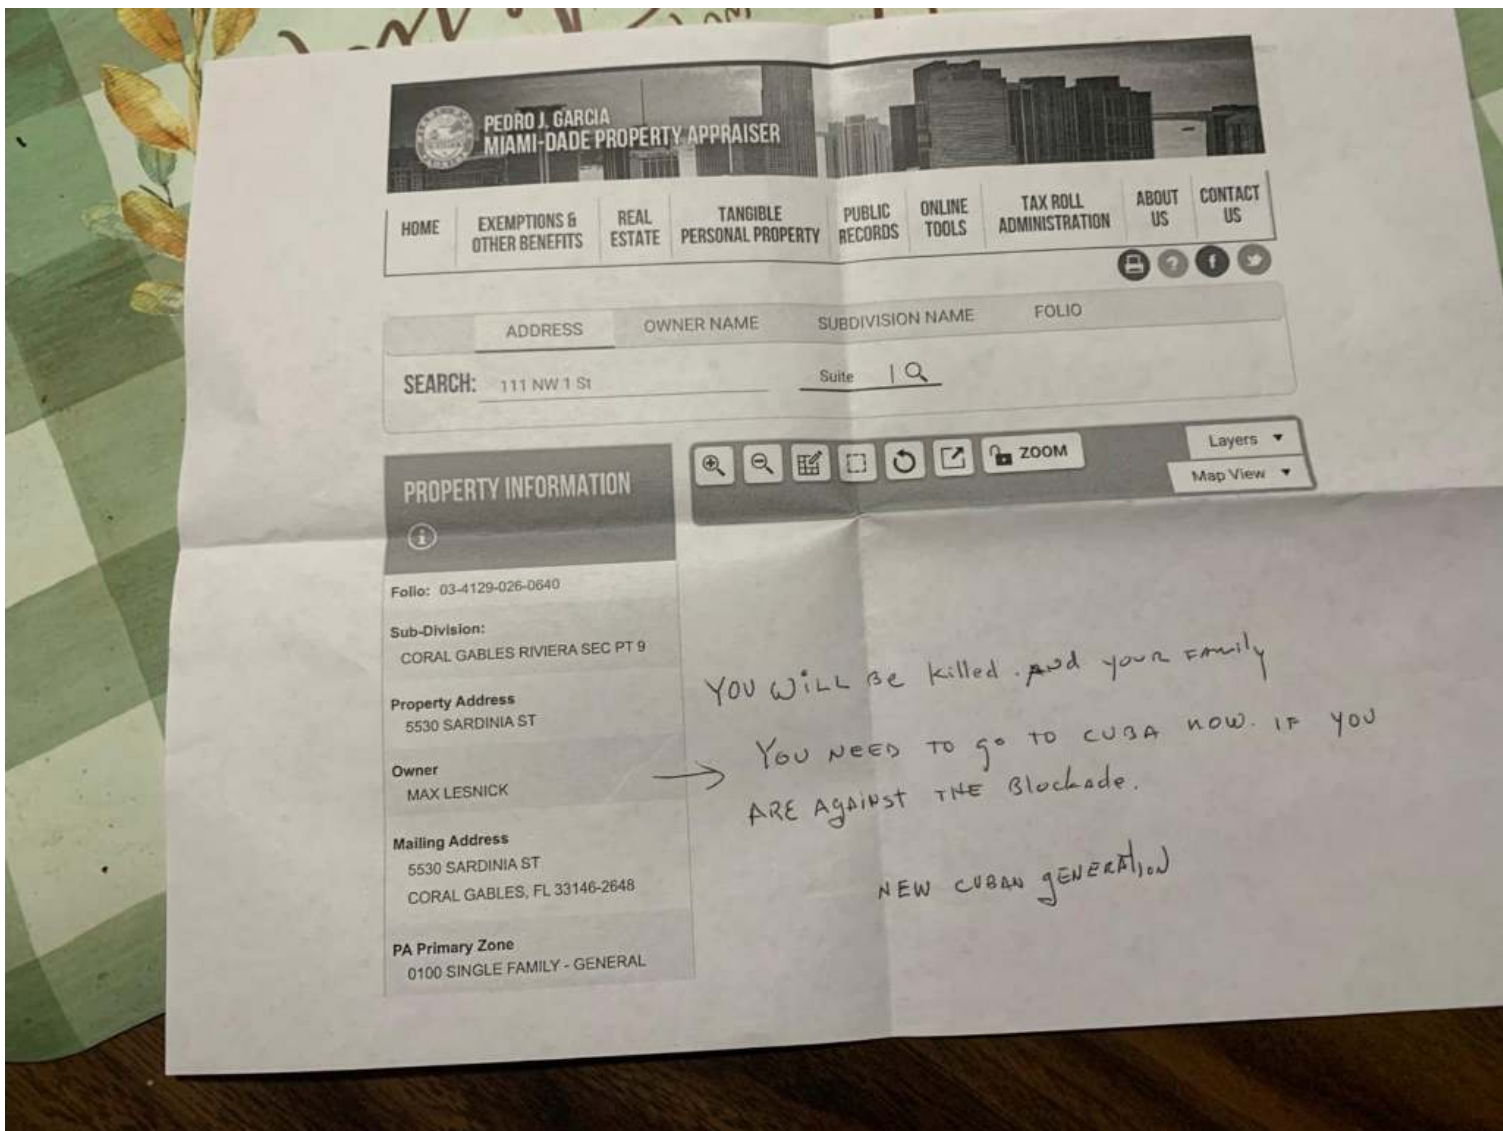 PEDRO J. GARCIA
MIAMI-DADE PROPERTY APPRAISER
HOME
EXEMPTIONS &
OTHER BENEFITS
REAL
ESTATE
TANGIBLE
PERSONAL PROPERTY
PUBLIC
RECORDS
ONLINE
TOOLS
TAX ROLL
ADMINISTRATION
ABOUT
US
CONTACT
US
ADDRESS
OWNER NAME
SUBDIVISION NAME
FOLIO
SEARCH: 111 NW 1 St
Suite
PROPERTY INFORMATION
ZOOM
Layers
Map View
Folio: 03-4129-026-0640
Sub-Division:
CORAL GABLES RIVIERA SEC PT 9
Property Address
5530 SARDINIA ST
Owner
MAX LESNICK
Mailing Address
5530 SARDINIA ST
CORAL GABLES, FL 33146-2648
PA Primary Zone
0100 SINGLE FAMILY - GENERAL
YOU WiLL Be killed. And your FAmily
You NEED TO go TO CUBA NOW. IF YOU
ARE AgAiNst THE Blockade.
NEW CUBAN gENERATION